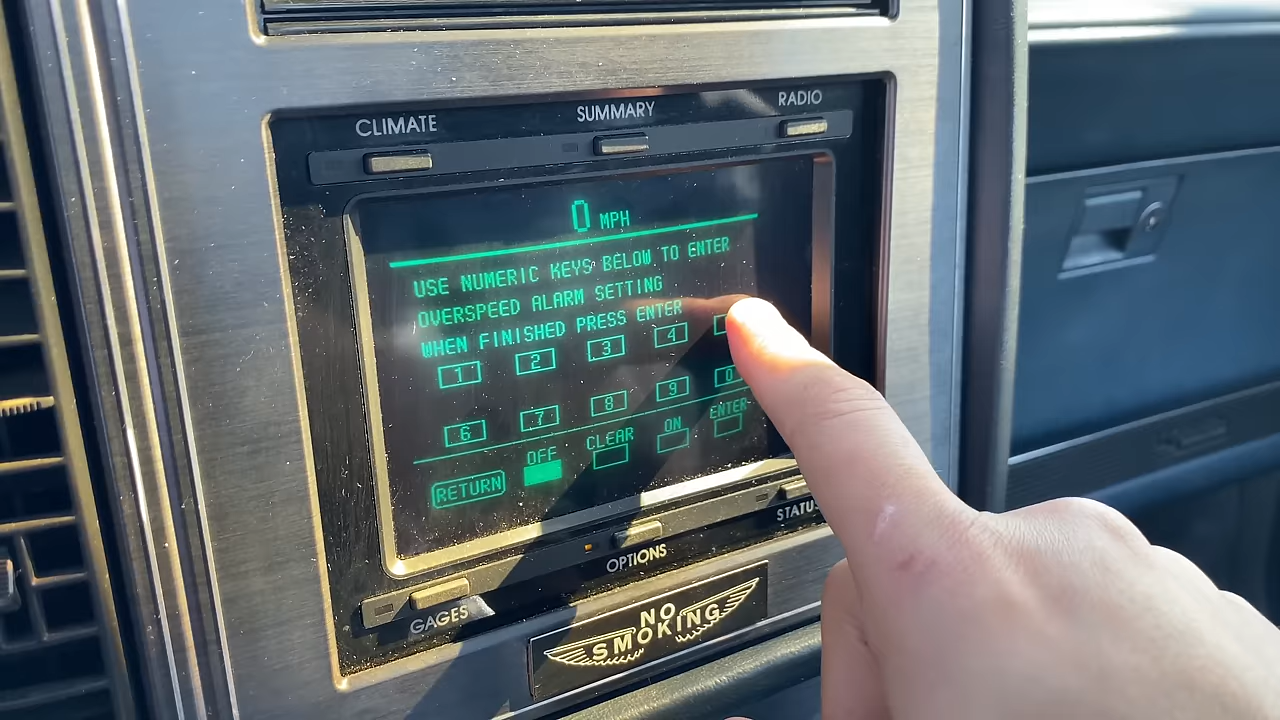 CLIMATE SUMMARY RADIO
0 MPH
USE NUMERIC KEYS BELOW TO ENTER
OVERSPEED ALARM SETTING
WHEN FINISHED PRESS ENTER
1 2 3 4
6 7 8 9 0
RETURN OFF CLEAR ON ENTER
GAGES OPTIONS STATUS
NO
SMOKING